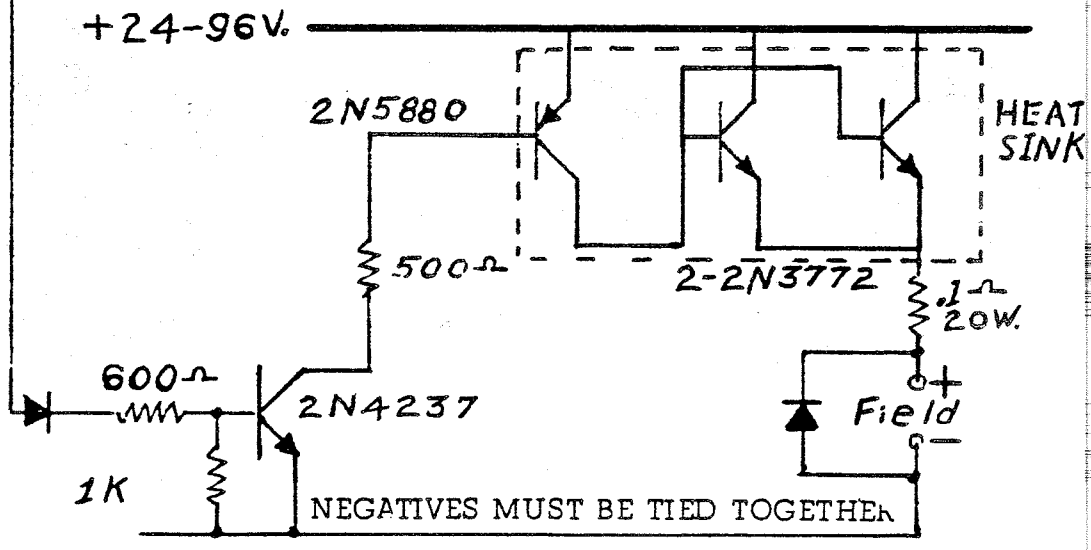 +24-96V.
2N5880
HEAT
SINK
500Ω
2-2N3772
.1Ω
20W.
600Ω
2N4237
+
Field
-
1K
NEGATIVES MUST BE TIED TOGETHER